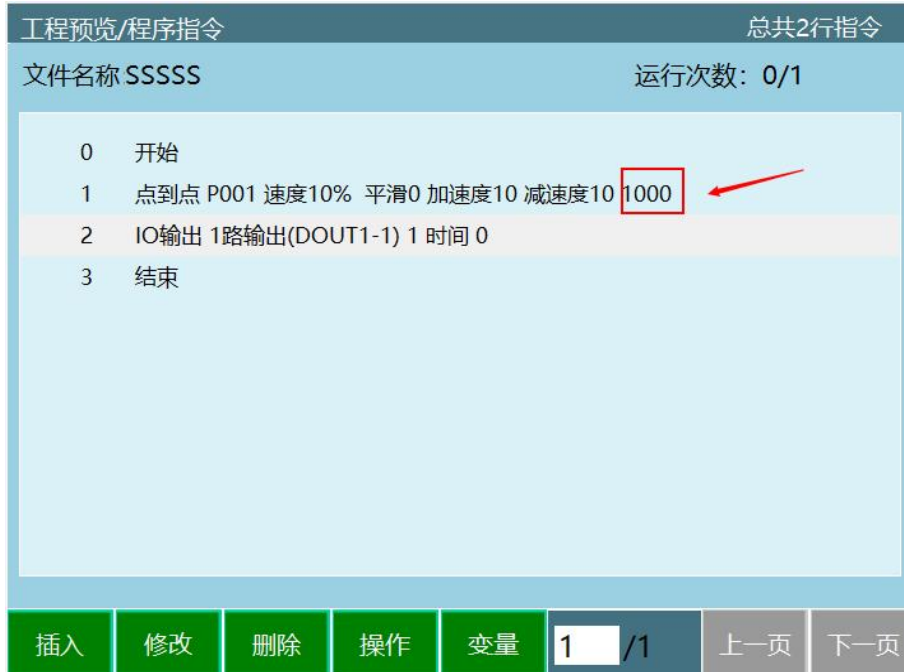 工程预览/程序指令 总共2行指令
文件名称:SSSSS 运行次数：0/1
0 开始
1 点到点 P001 速度10% 平滑0 加速度10 减速度10 1000
2 IO输出 1路输出(DOUT1-1) 1 时间 0
3 结束
插入 修改 删除 操作 变量 1 /1 上一页 下一页